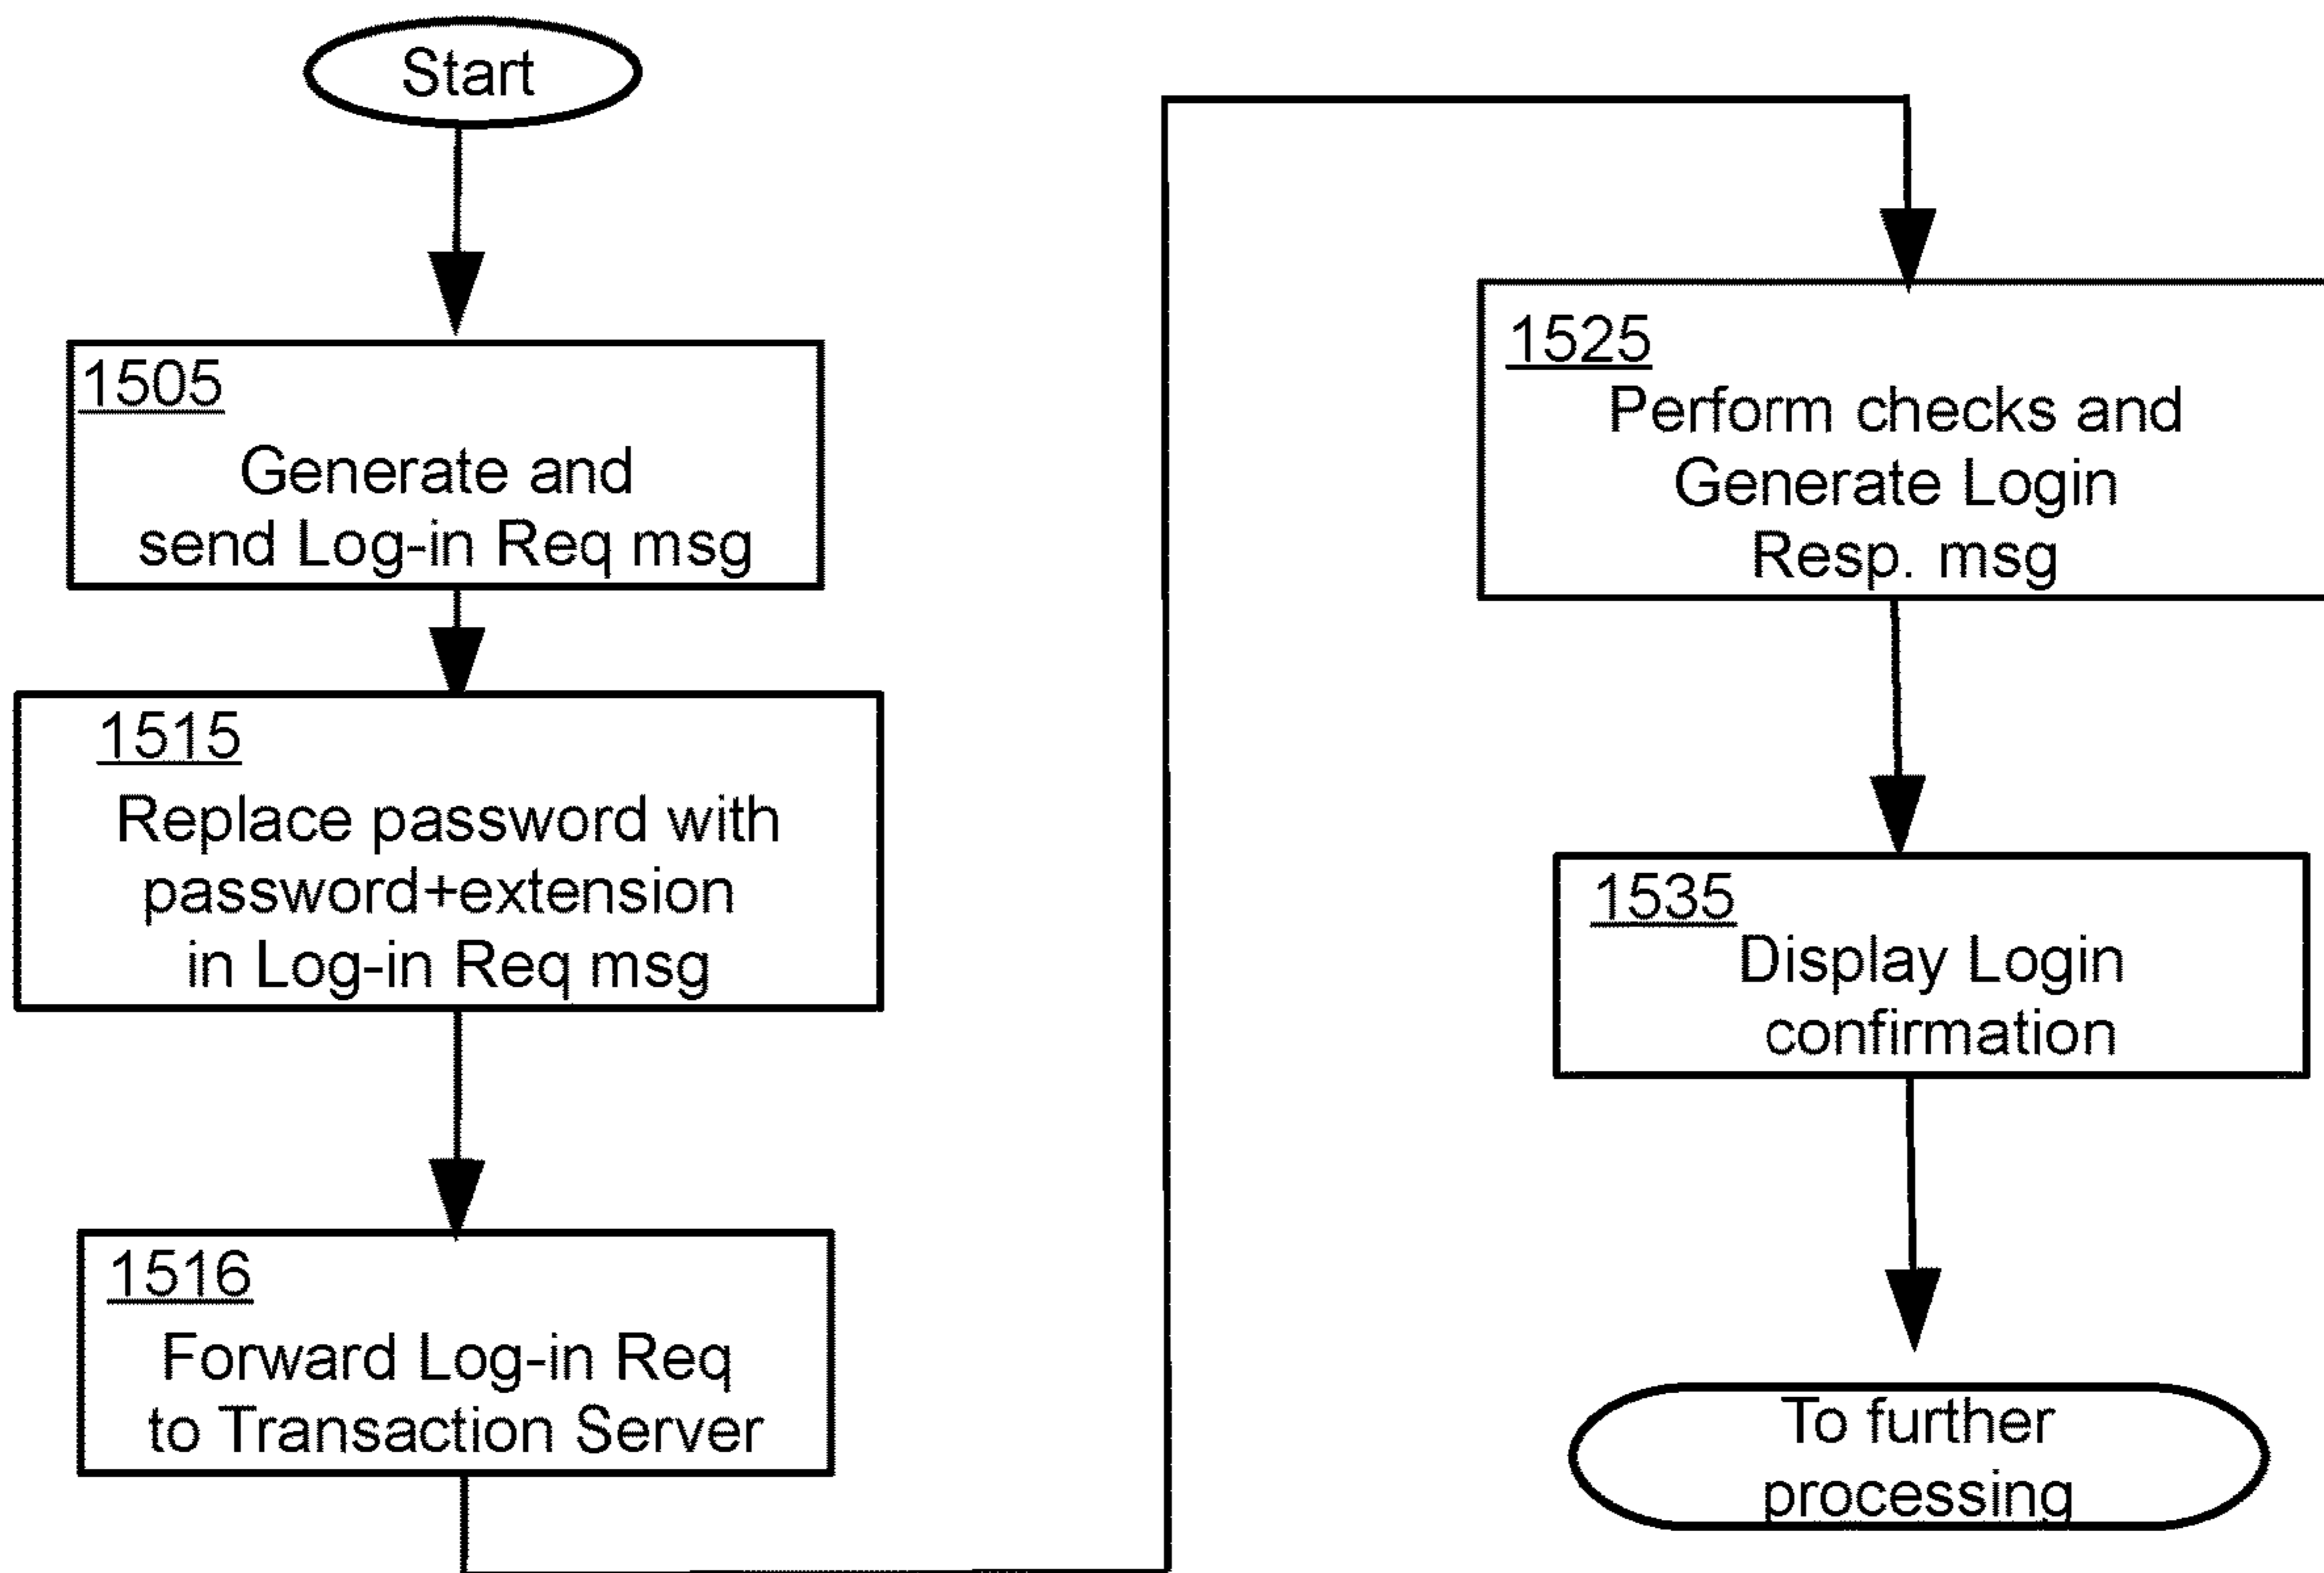 Start
1505
Generate and
send Log-in Req msg
1515
Replace password with
password+extension
in Log-in Req msg
1516
Forward Log-in Req
to Transaction Server
1525
Perform checks and
Generate Login
Resp. msg
1535
Display Login
confirmation
To further
processing